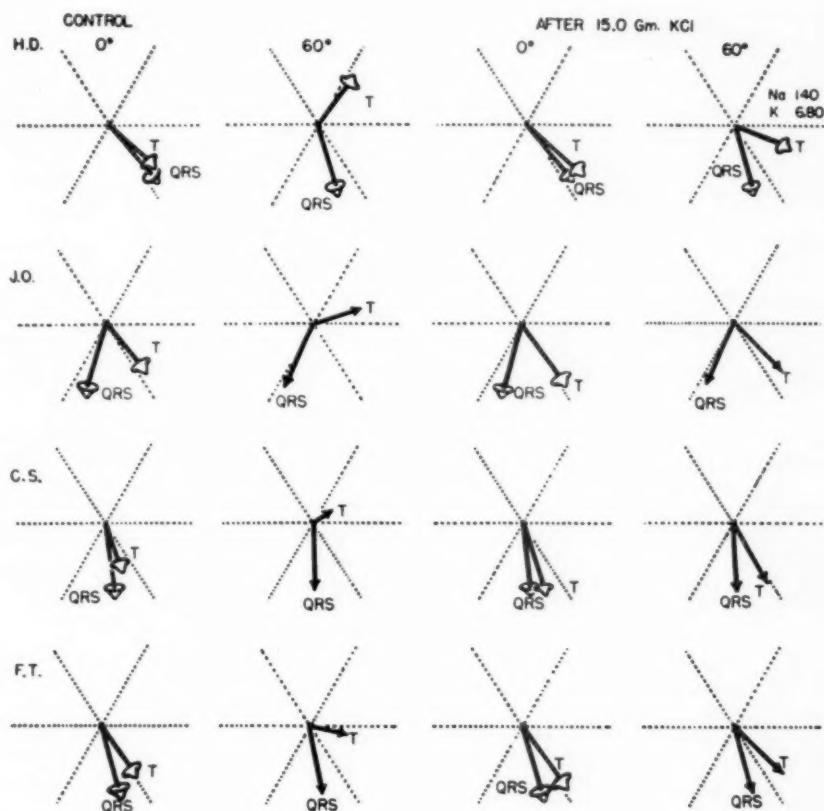 CONTROL AFTER 15.0 Gm. KCl
H.D. 0° 60° 0° 60°
Na 140
T K 6.80
T T T
QRS QRS
QRS QRS
J.O.
T
T T T
QRS QRS QRS QRS
C.S.
T
T T T
QRS QRS QRS QRS
F.T.
T
T T T
QRS
QRS QRS QRS